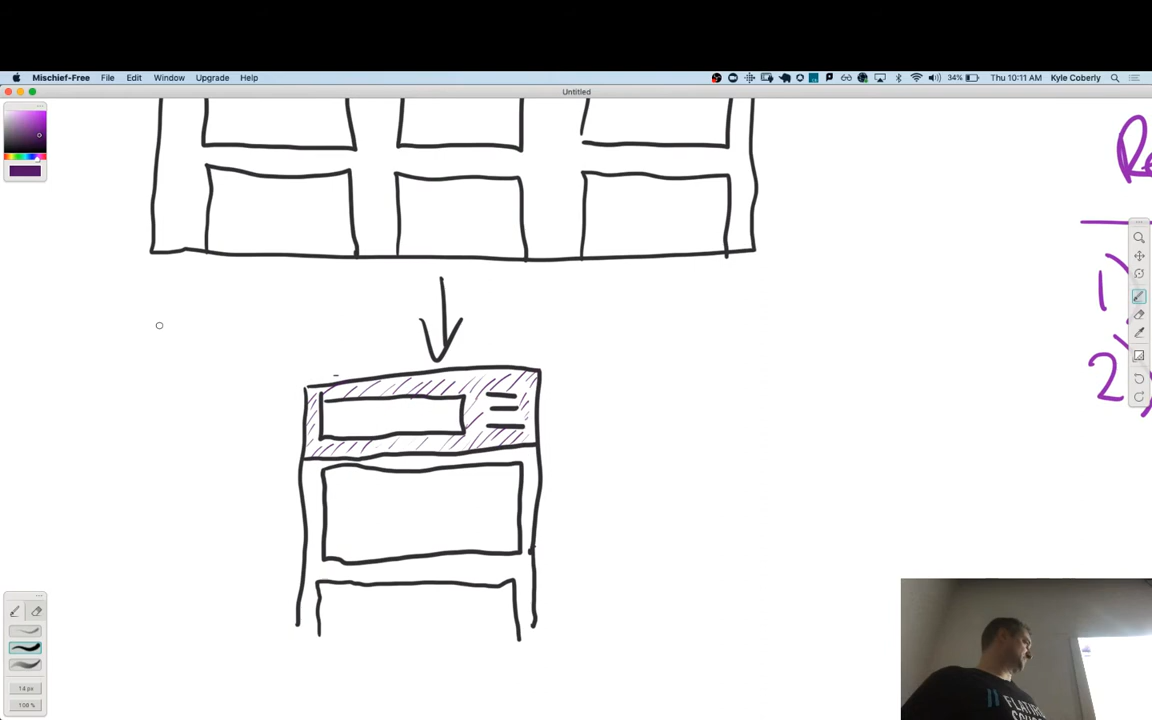 Mischief-Free File Edit Window Upgrade Help 34% Thu 10:11 AM Kyle Coberly
Untitled
1)
2)
14 px
100 %